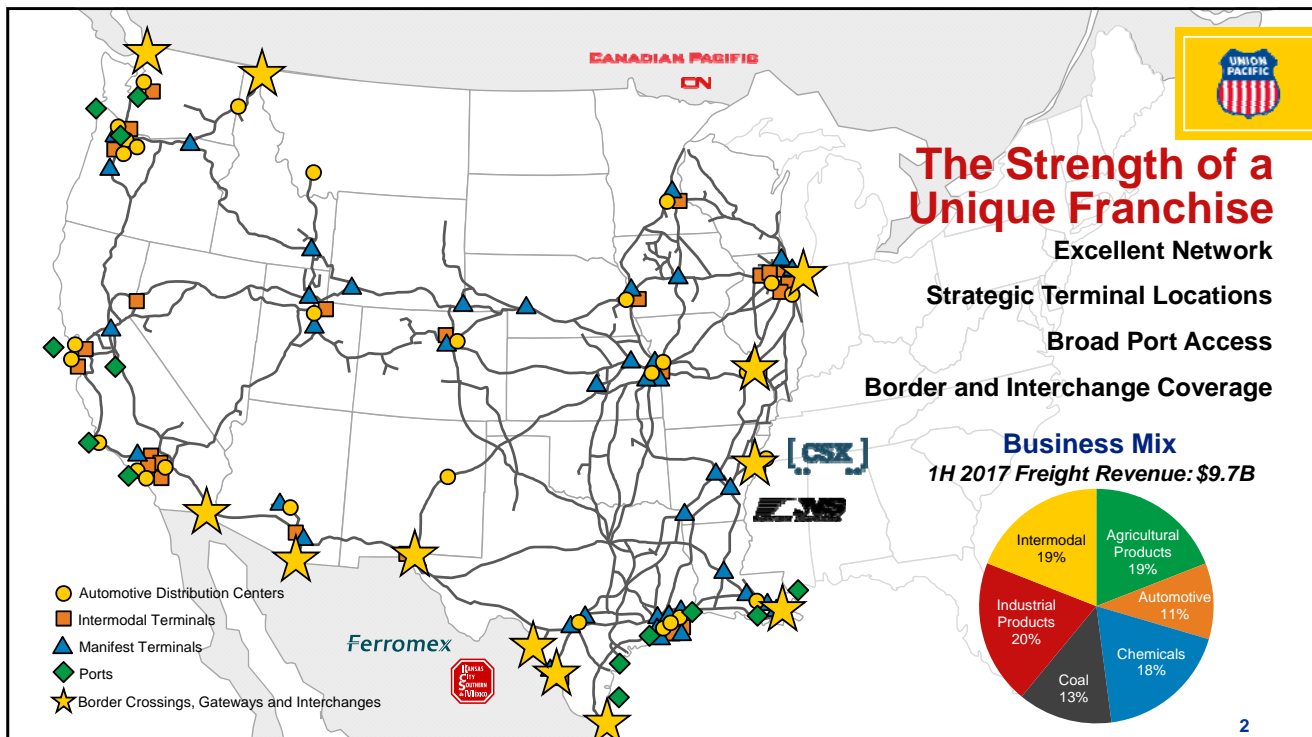 CANADIAN PACIFIC
CN
UNION
PACIFIC
The Strength of a
Unique Franchise
Excellent Network
Strategic Terminal Locations
Broad Port Access
Border and Interchange Coverage
CSX
NS
Business Mix
1H 2017 Freight Revenue: $9.7B
Intermodal
19%
Agricultural
Products
19%
Automotive
11%
Industrial
Products
20%
Chemicals
18%
Coal
13%
Automotive Distribution Centers
Intermodal Terminals
Manifest Terminals
Ports
Border Crossings, Gateways and Interchanges
Ferromex
KANSAS
CITY
SOUTHERN
MÉXICO
2